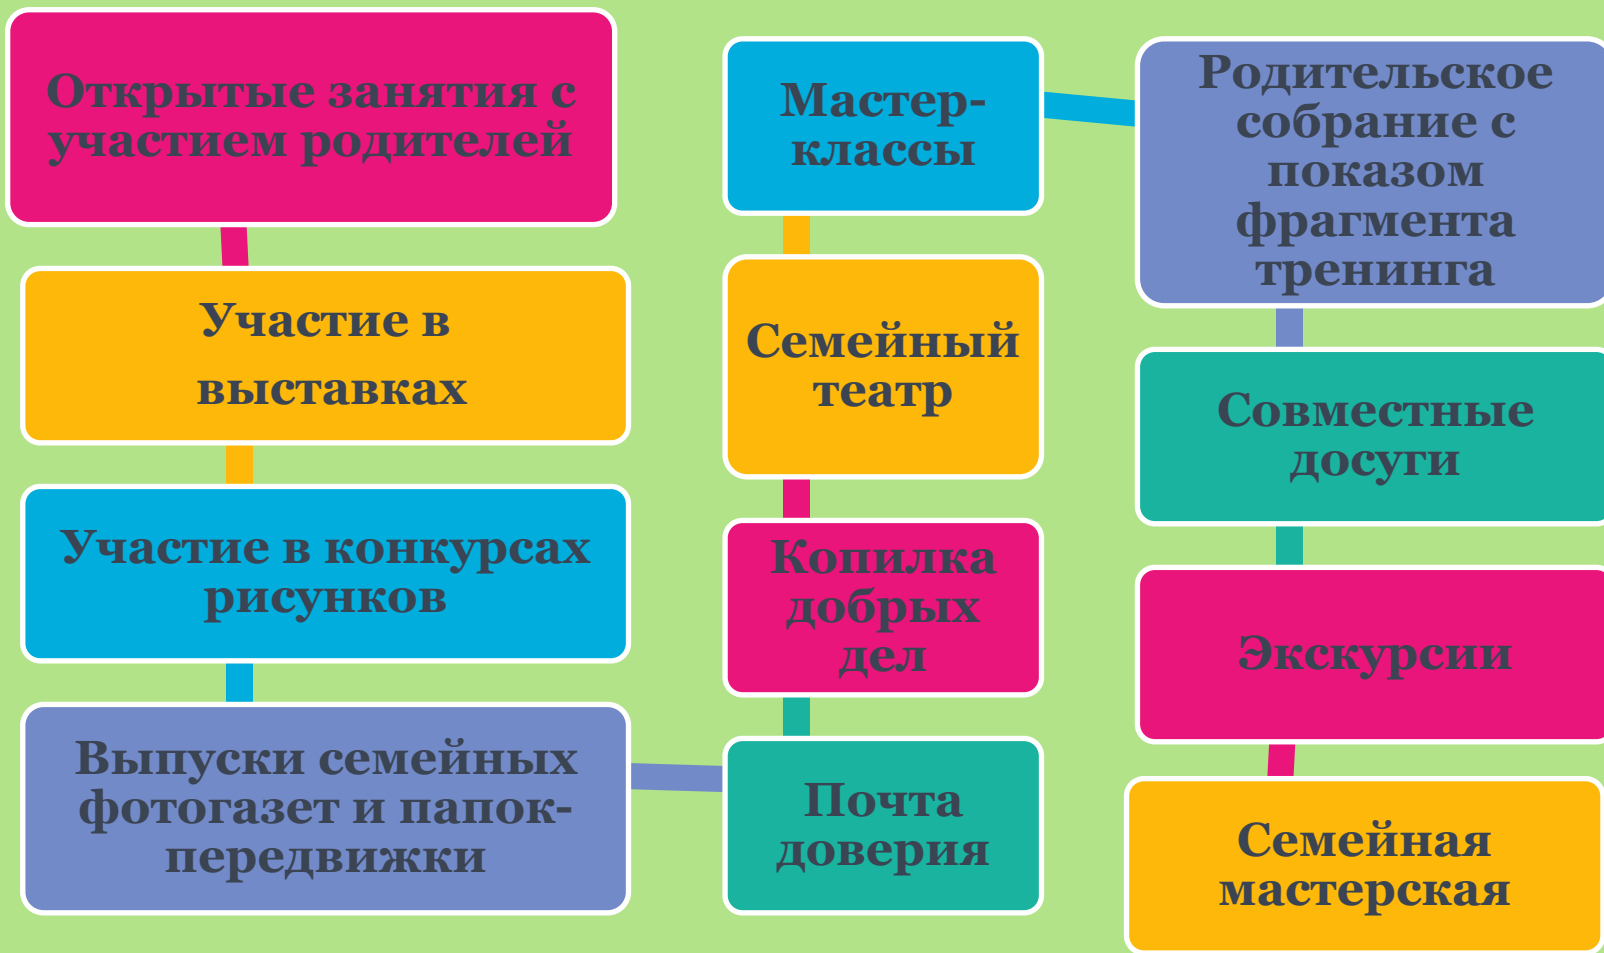 Открытые занятия с
участием родителей
Участие в
выставках
Участие в конкурсах
рисунков
Выпуски семейных
фотогазет и папок-
передвижки
Почта
доверия
Копилка
добрых
дел
Семейный
театр
Мастер-
классы
Родительское
собрание с
показом
фрагмента
тренинга
Совместные
досуги
Экскурсии
Семейная
мастерская